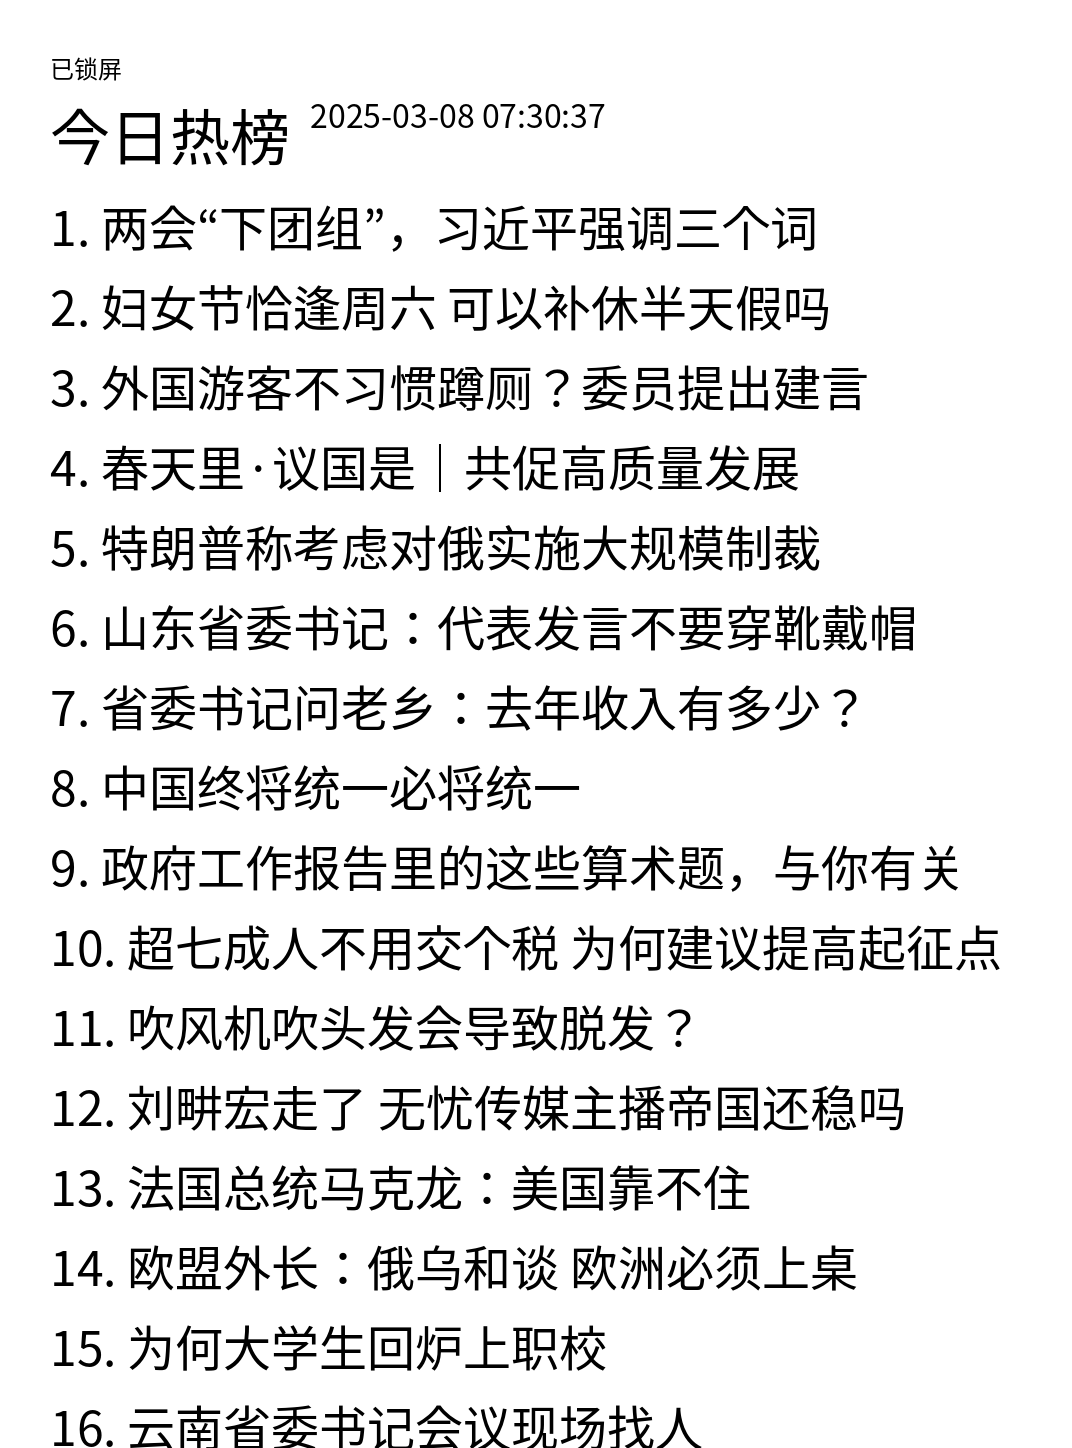 已锁屏
今日热榜 2025-03-08 07:30:37
1. 两会“下团组”，习近平强调三个词
2. 妇女节恰逢周六 可以补休半天假吗
3. 外国游客不习惯蹲厕？委员提出建言
4. 春天里·议国是｜共促高质量发展
5. 特朗普称考虑对俄实施大规模制裁
6. 山东省委书记：代表发言不要穿靴戴帽
7. 省委书记问老乡：去年收入有多少？
8. 中国终将统一必将统一
9. 政府工作报告里的这些算术题，与你有关
10. 超七成人不用交个税 为何建议提高起征点
11. 吹风机吹头发会导致脱发？
12. 刘畊宏走了 无忧传媒主播帝国还稳吗
13. 法国总统马克龙：美国靠不住
14. 欧盟外长：俄乌和谈 欧洲必须上桌
15. 为何大学生回炉上职校
16. 云南省委书记会议现场找人